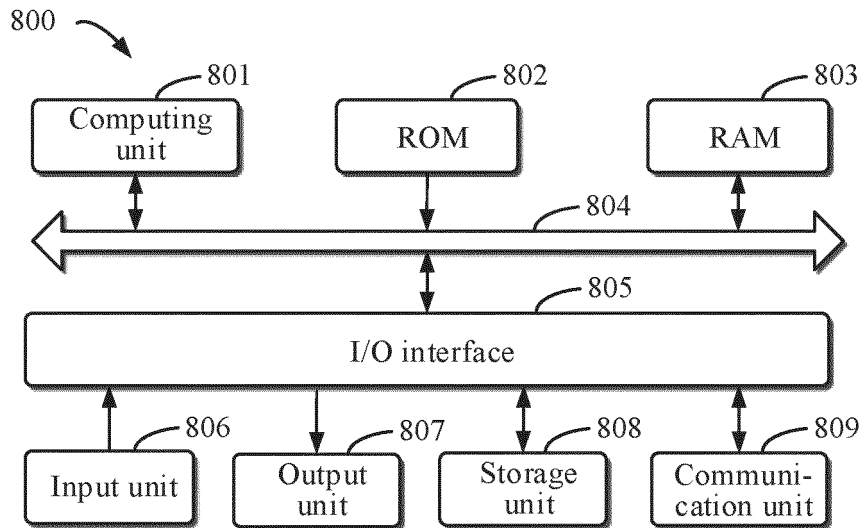 800
801
802
803
Computing
unit
ROM
RAM
804
805
I/O interface
806
807
808
809
Input unit
Output
unit
Storage
unit
Communi-
cation unit